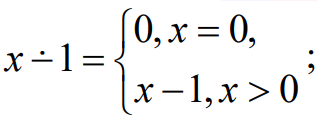 x ∸ 1 = { 0, x = 0,
x − 1, x > 0 ;